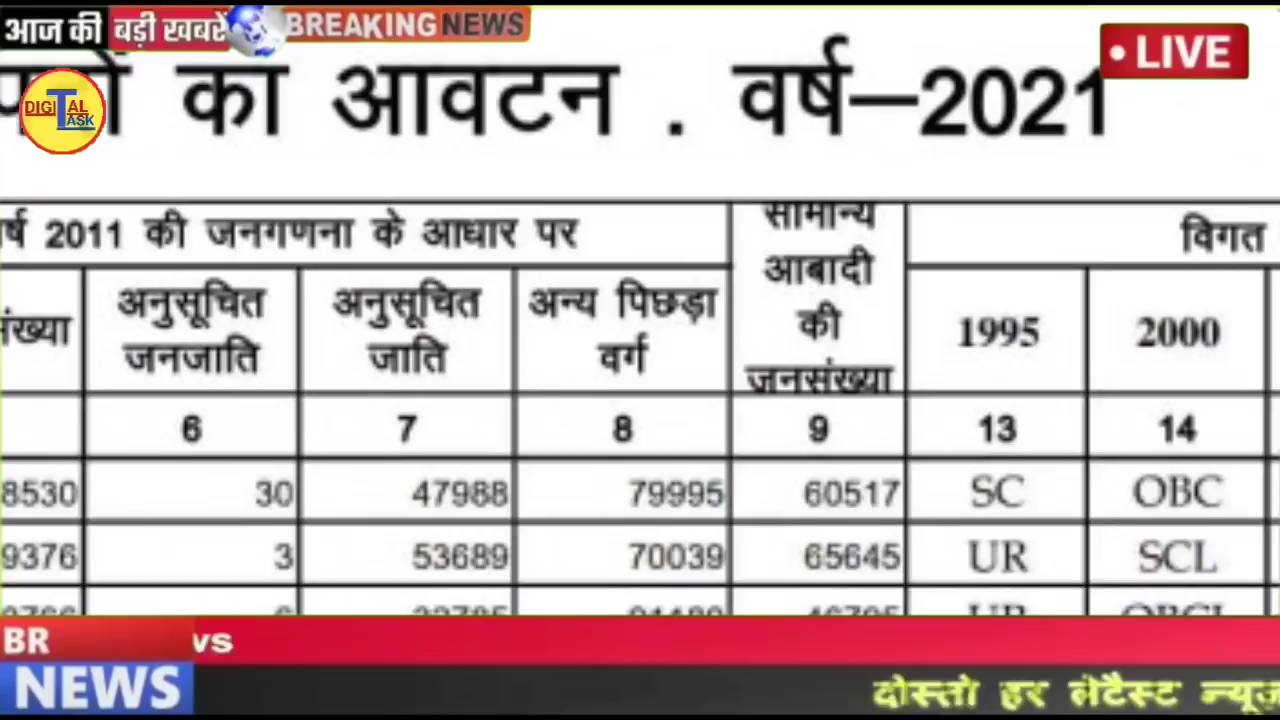 आज की बड़ी खबरें BREAKING NEWS
LIVE
का आवटन . वर्ष–2021
DIGITAL TASK
वर्ष 2011 की जनगणना के आधार पर
सामान्य आबादी की जनसंख्या
विगत
संख्या अनुसूचित जनजाति अनुसूचित जाति अन्य पिछड़ा वर्ग 1995 2000
6 7 8 9 13 14
8530 30 47988 79995 60517 SC OBC
9376 3 53689 70039 65645 UR SCL
BR
NEWS
दोस्तो हर लेटैस्ट न्यूज